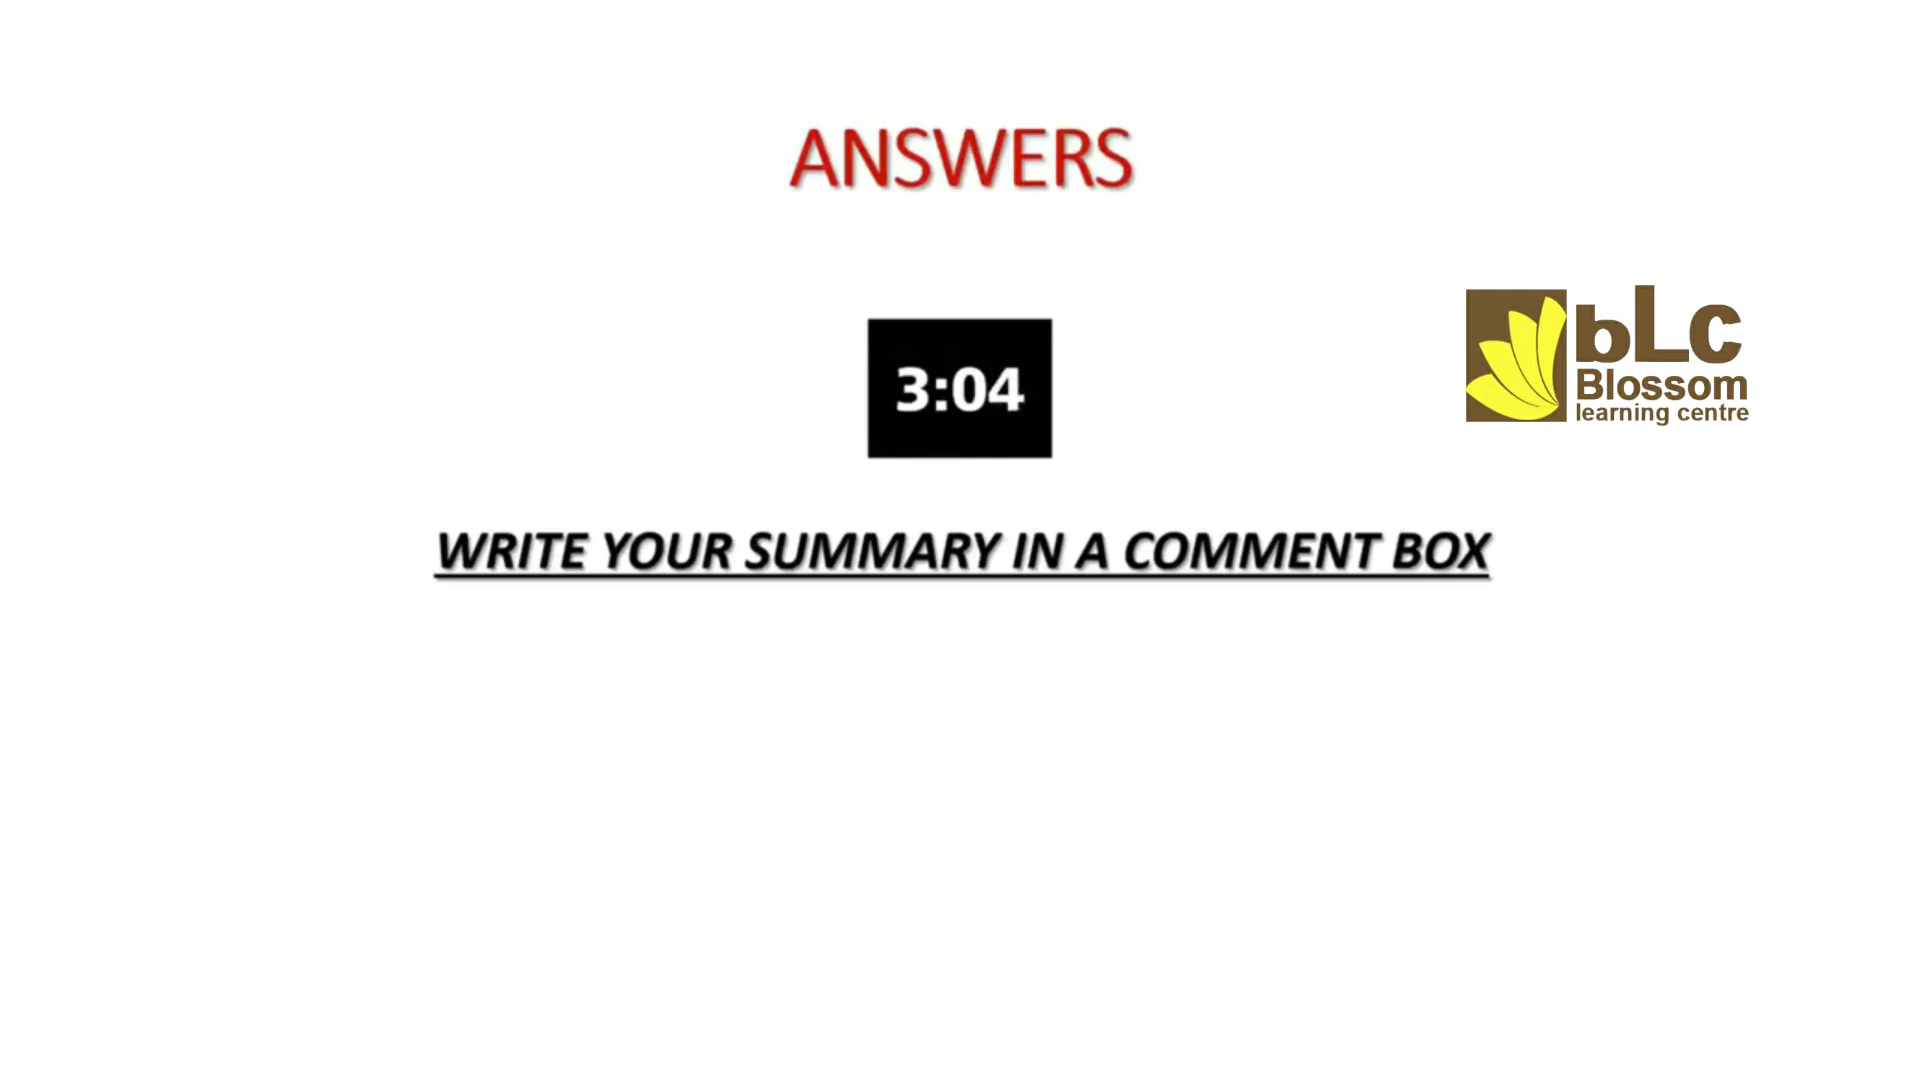 ANSWERS
3:04
bLC
Blossom
learning centre
WRITE YOUR SUMMARY IN A COMMENT BOX